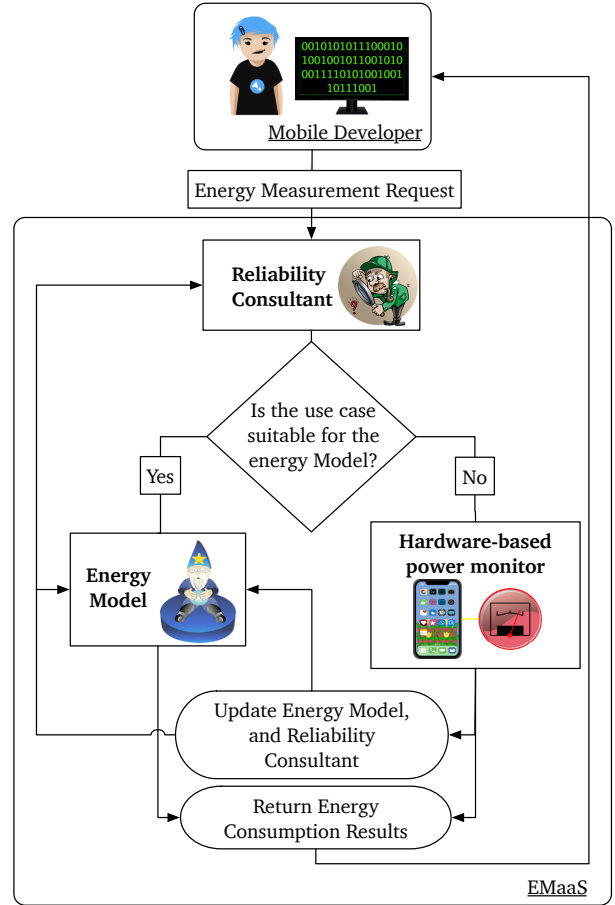 0010101011100010
1001001011001010
0011110101001001
10111001
Mobile Developer
Energy Measurement Request
Reliability
Consultant
Is the use case
suitable for the
energy Model?
Yes
No
Energy
Model
Hardware-based
power monitor
Update Energy Model,
and Reliability
Consultant
Return Energy
Consumption Results
EMaaS